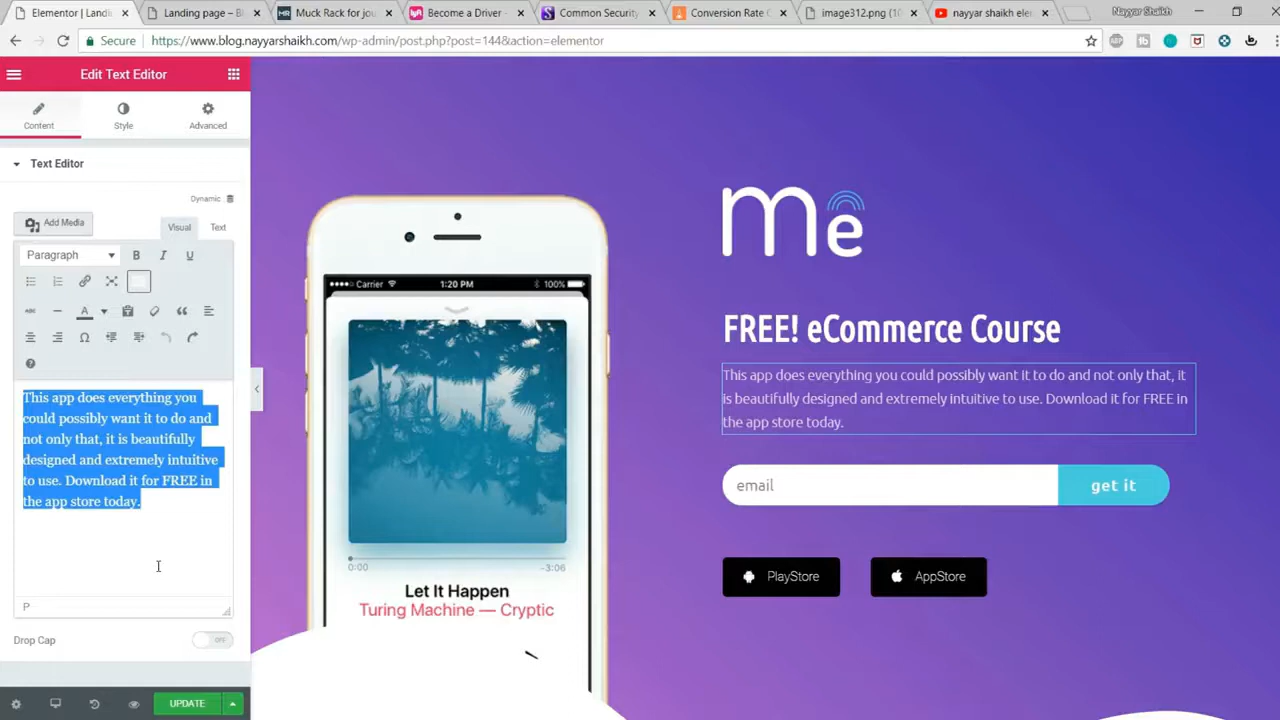 Elementor | Landi
Landing page – Bl
Muck Rack for jou
Become a Driver -
Common Security
Conversion Rate C
image312.png (10
nayyar shaikh ele
Nayyar Shaikh
Secure
https://www.blog.nayyarshaikh.com/wp-admin/post.php?post=144&action=elementor
Edit Text Editor
Content
Style
Advanced
Text Editor
Dynamic
Add Media
Visual
Text
Paragraph
B
I
U
ABC
A
This app does everything you
could possibly want it to do and
not only that, it is beautifully
designed and extremely intuitive
to use. Download it for FREE in
the app store today.
P
Drop Cap
OFF
UPDATE
Carrier
1:20 PM
100%
0:00
-3:06
Let It Happen
Turing Machine — Cryptic
me
FREE! eCommerce Course
This app does everything you could possibly want it to do and not only that, it
is beautifully designed and extremely intuitive to use. Download it for FREE in
the app store today.
email
get it
PlayStore
AppStore